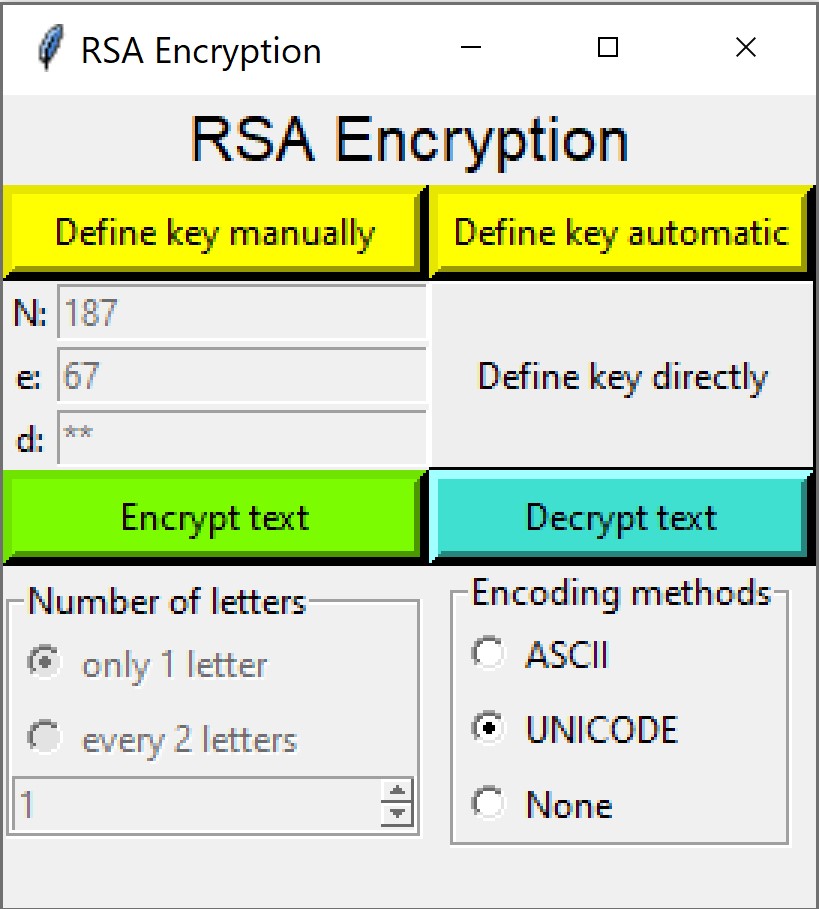 RSA Encryption
RSA Encryption
Define key manually Define key automatic
N: 187
e: 67
Define key directly
d: **
Encrypt text Decrypt text
Number of letters
only 1 letter
every 2 letters
1
Encoding methods
ASCII
UNICODE
None